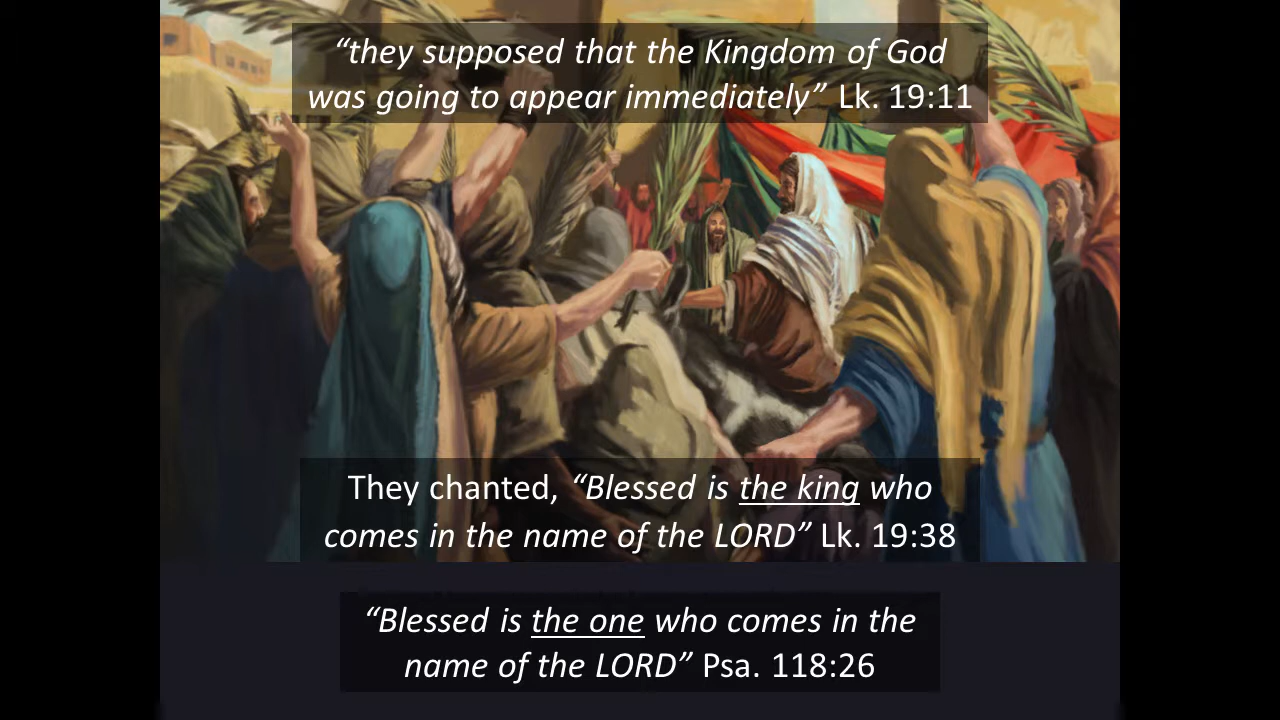 “they supposed that the Kingdom of God
was going to appear immediately” Lk. 19:11
They chanted, “Blessed is the king who
comes in the name of the LORD” Lk. 19:38
“Blessed is the one who comes in the
name of the LORD” Psa. 118:26